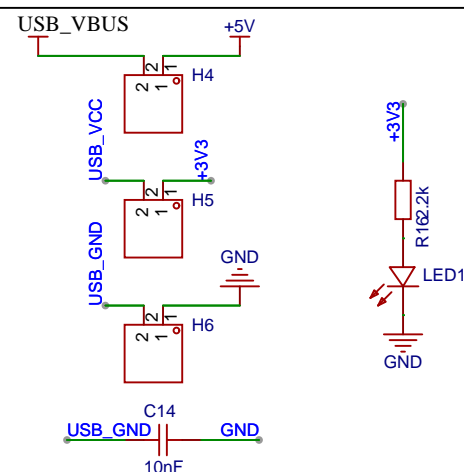 USB_VBUS
+5V
2 1
2 1
H4
USB_VCC
+3V3
2 1
2 1
H5
USB_GND
GND
2 1
2 1
H6
C14
USB_GND
GND
10nF
+3V3
R16
2.2k
LED1
GND